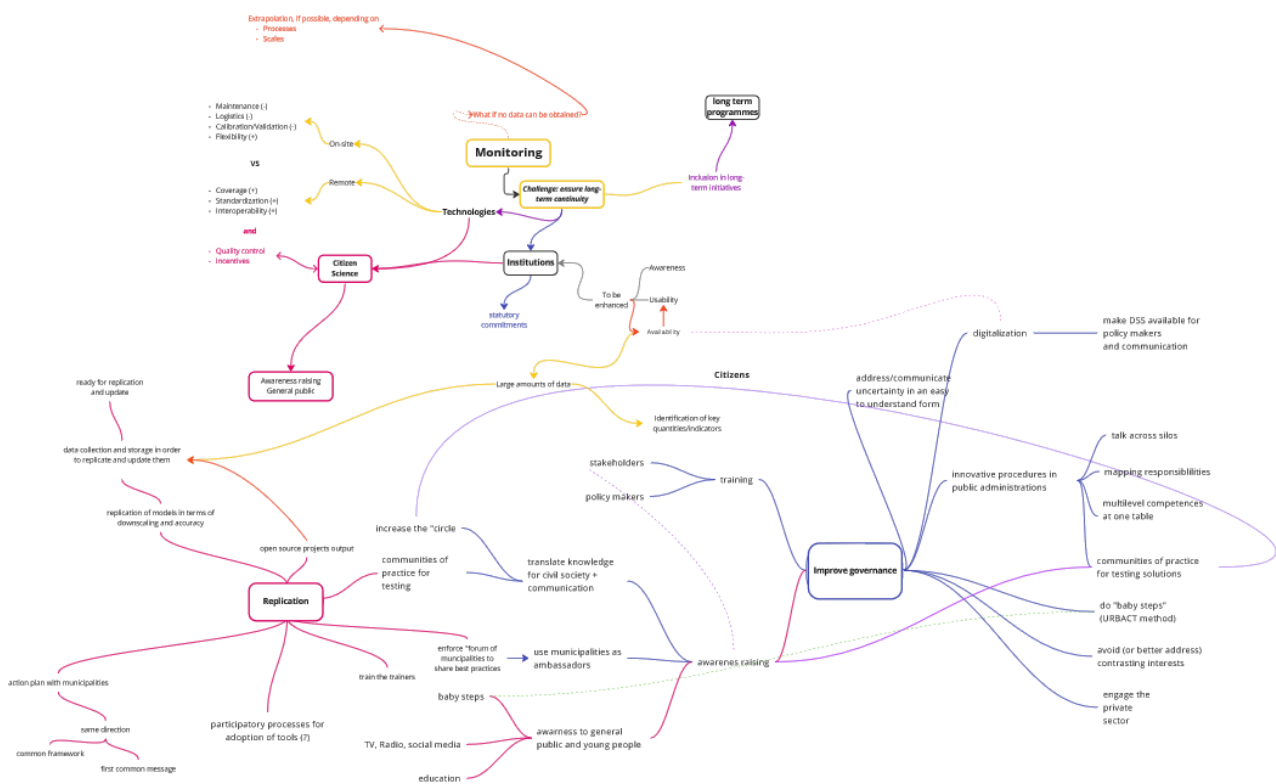 Extrapolation, if possible, depending on
- Processes
- Scales
What if no data can be obtained?
long term
programmes
- Maintenance (-)
- Logistics (-)
- Calibration/Validation (-)
- Flexibility (+)
On-site
vs
Remote
- Coverage (+)
- Standardization (+)
- Interoperability (+)
and
- Quality control
- Incentives
Monitoring
Challenge: ensure long-
term continuity
Inclusion in long-
term initiatives
Technologies
Citizen
Science
Institutions
statutory
commitments
To be
enhanced
Awareness
Usability
Availability
Awareness raising
General public
Large amounts of data
Identification of key
quantities/indicators
Citizens
digitalization
make DSS available for
policy makers
and communication
address/communicate
uncertainty in an easy
to understand form
ready for replication
and update
data collection and storage in order
to replicate and update them
replication of models in terms of
downscaling and accuracy
open source projects output
stakeholders
policy makers
training
innovative procedures in
public administrations
talk across silos
mapping responsiblilities
multilevel competences
at one table
communities of practice
for testing solutions
increase the "circle
communities of
practice for
testing
translate knowledge
for civil society +
communication
Improve governance
Replication
do "baby steps"
(URBACT method)
avoid (or better address)
contrasting interests
engage the
private
sector
enforce "forum of
muncipalities to
share best practices
use municipalities as
ambassadors
awarenes raising
action plan with municipalities
train the trainers
same direction
common framework
first common message
participatory processes for
adoption of tools (?)
baby steps
TV, Radio, social media
education
awarness to general
public and young people